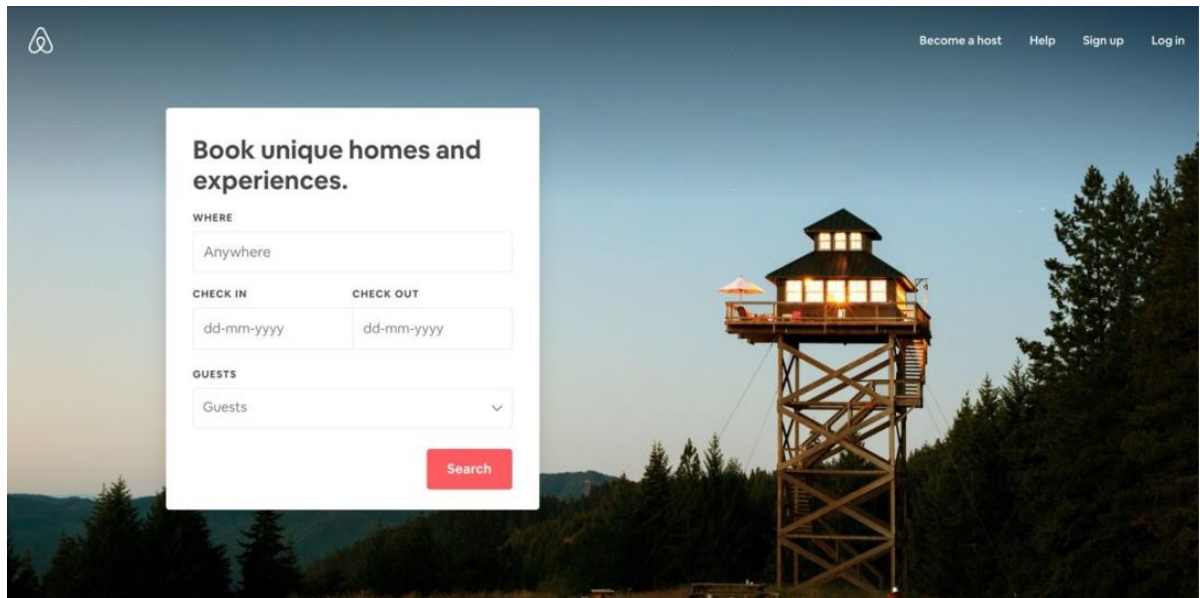 Become a host Help Sign up Log in
Book unique homes and
experiences.
WHERE
Anywhere
CHECK IN CHECK OUT
dd-mm-yyyy dd-mm-yyyy
GUESTS
Guests
Search